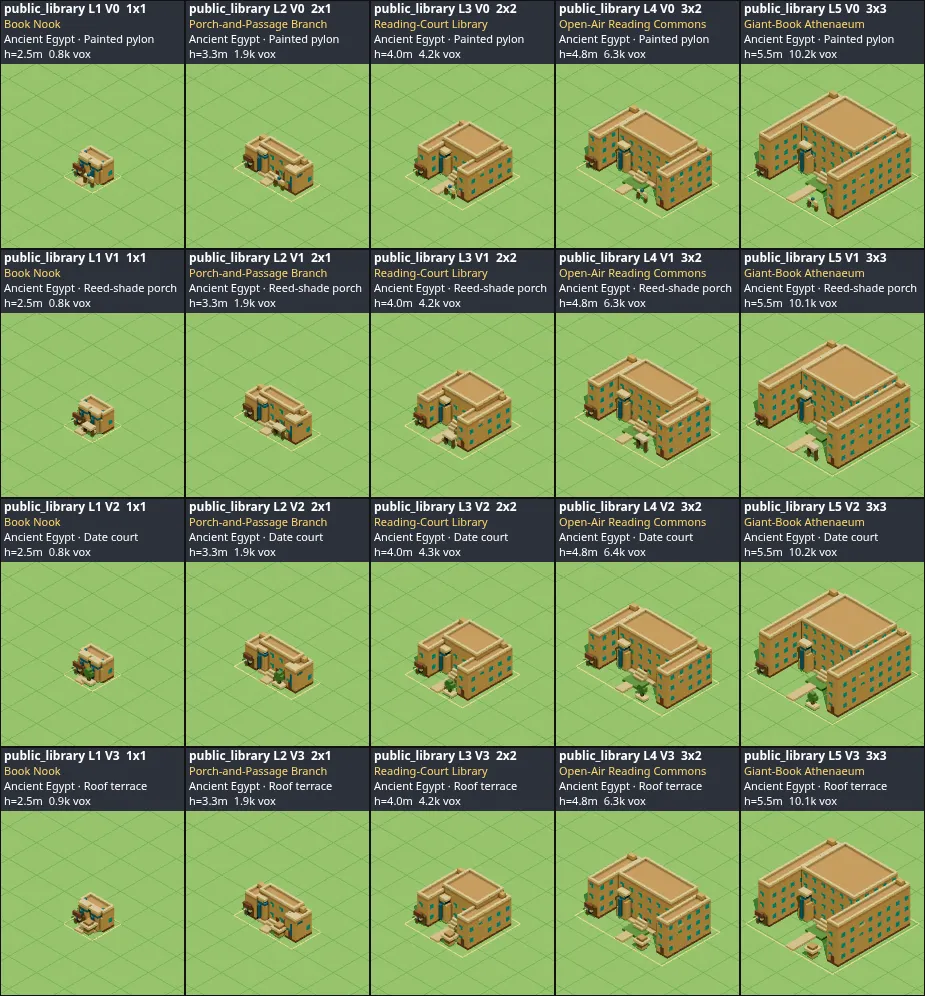 public_library L1 V0 1x1
Book Nook
Ancient Egypt · Painted pylon
h=2.5m 0.8k vox
public_library L2 V0 2x1
Porch-and-Passage Branch
Ancient Egypt · Painted pylon
h=3.3m 1.9k vox
public_library L3 V0 2x2
Reading-Court Library
Ancient Egypt · Painted pylon
h=4.0m 4.2k vox
public_library L4 V0 3x2
Open-Air Reading Commons
Ancient Egypt · Painted pylon
h=4.8m 6.3k vox
public_library L5 V0 3x3
Giant-Book Athenaeum
Ancient Egypt · Painted pylon
h=5.5m 10.2k vox
public_library L1 V1 1x1
Book Nook
Ancient Egypt · Reed-shade porch
h=2.5m 0.8k vox
public_library L2 V1 2x1
Porch-and-Passage Branch
Ancient Egypt · Reed-shade porch
h=3.3m 1.9k vox
public_library L3 V1 2x2
Reading-Court Library
Ancient Egypt · Reed-shade porch
h=4.0m 4.2k vox
public_library L4 V1 3x2
Open-Air Reading Commons
Ancient Egypt · Reed-shade porch
h=4.8m 6.3k vox
public_library L5 V1 3x3
Giant-Book Athenaeum
Ancient Egypt · Reed-shade porch
h=5.5m 10.1k vox
public_library L1 V2 1x1
Book Nook
Ancient Egypt · Date court
h=2.5m 0.8k vox
public_library L2 V2 2x1
Porch-and-Passage Branch
Ancient Egypt · Date court
h=3.3m 1.9k vox
public_library L3 V2 2x2
Reading-Court Library
Ancient Egypt · Date court
h=4.0m 4.3k vox
public_library L4 V2 3x2
Open-Air Reading Commons
Ancient Egypt · Date court
h=4.8m 6.4k vox
public_library L5 V2 3x3
Giant-Book Athenaeum
Ancient Egypt · Date court
h=5.5m 10.2k vox
public_library L1 V3 1x1
Book Nook
Ancient Egypt · Roof terrace
h=2.5m 0.9k vox
public_library L2 V3 2x1
Porch-and-Passage Branch
Ancient Egypt · Roof terrace
h=3.3m 1.9k vox
public_library L3 V3 2x2
Reading-Court Library
Ancient Egypt · Roof terrace
h=4.0m 4.2k vox
public_library L4 V3 3x2
Open-Air Reading Commons
Ancient Egypt · Roof terrace
h=4.8m 6.3k vox
public_library L5 V3 3x3
Giant-Book Athenaeum
Ancient Egypt · Roof terrace
h=5.5m 10.1k vox